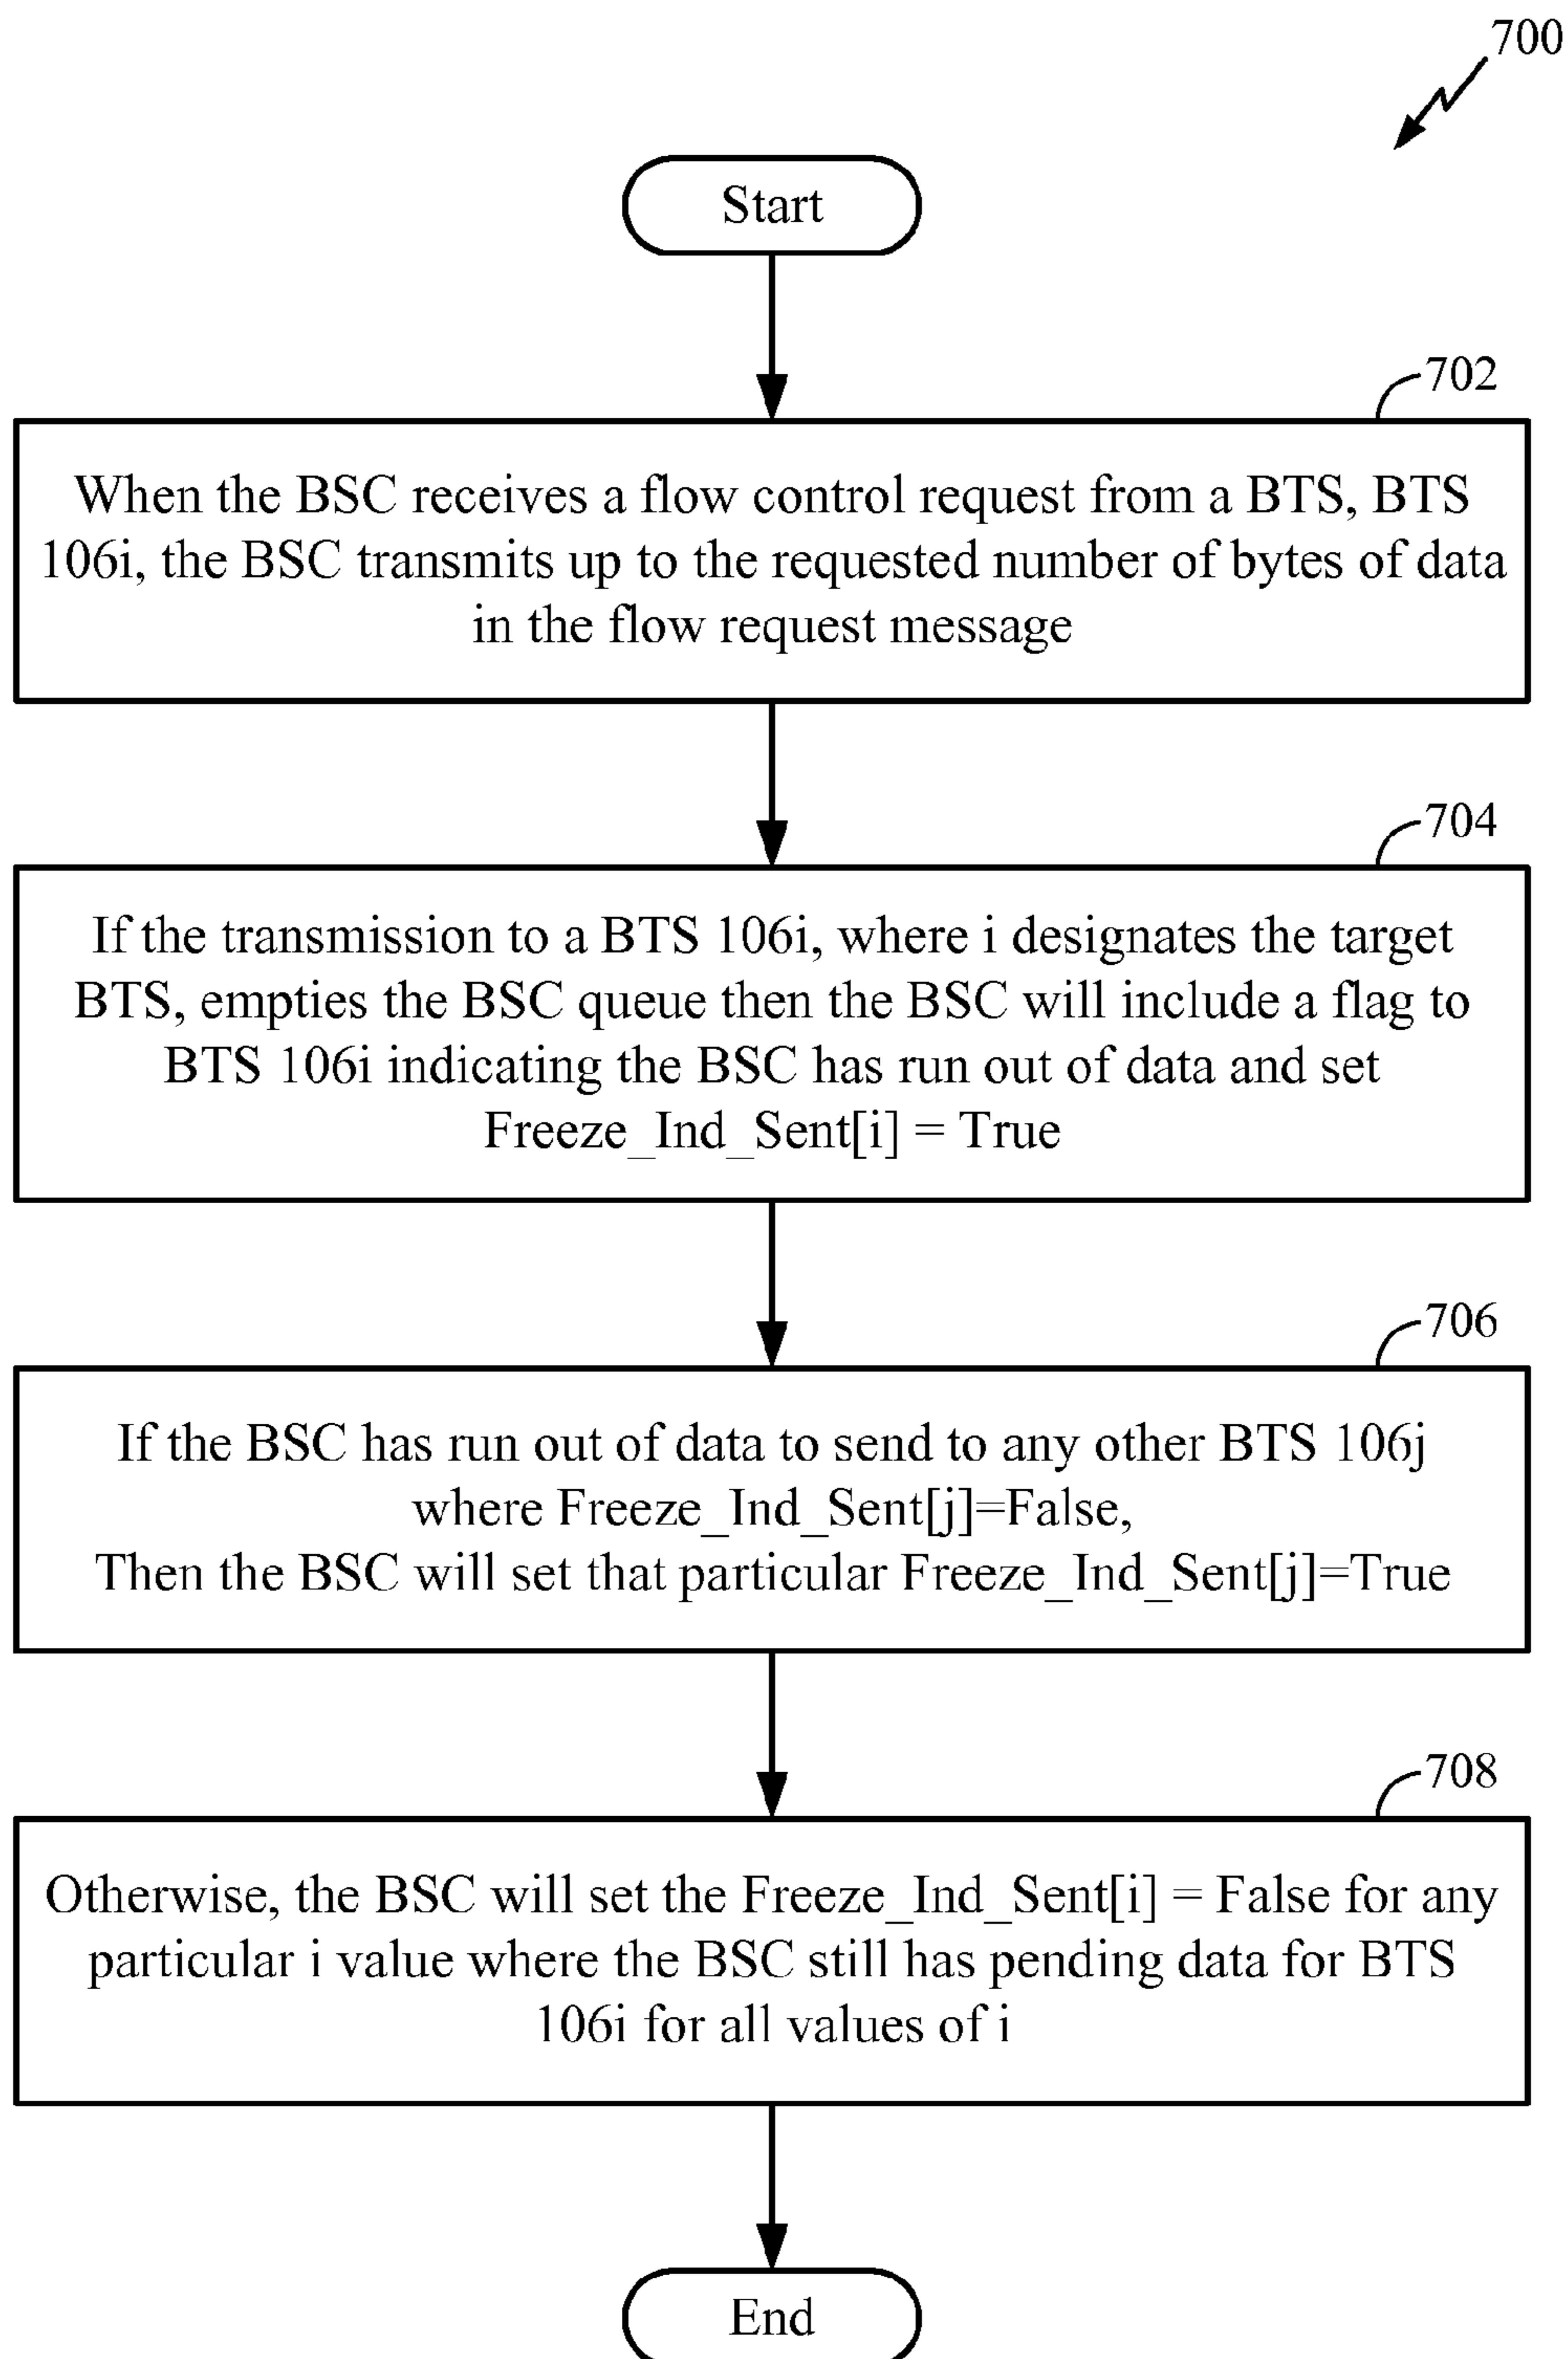 700
Start
702
When the BSC receives a flow control request from a BTS, BTS
106i, the BSC transmits up to the requested number of bytes of data
in the flow request message
704
If the transmission to a BTS 106i, where i designates the target
BTS, empties the BSC queue then the BSC will include a flag to
BTS 106i indicating the BSC has run out of data and set
Freeze_Ind_Sent[i] = True
706
If the BSC has run out of data to send to any other BTS 106j
where Freeze_Ind_Sent[j]=False,
Then the BSC will set that particular Freeze_Ind_Sent[j]=True
708
Otherwise, the BSC will set the Freeze_Ind_Sent[i] = False for any
particular i value where the BSC still has pending data for BTS
106i for all values of i
End